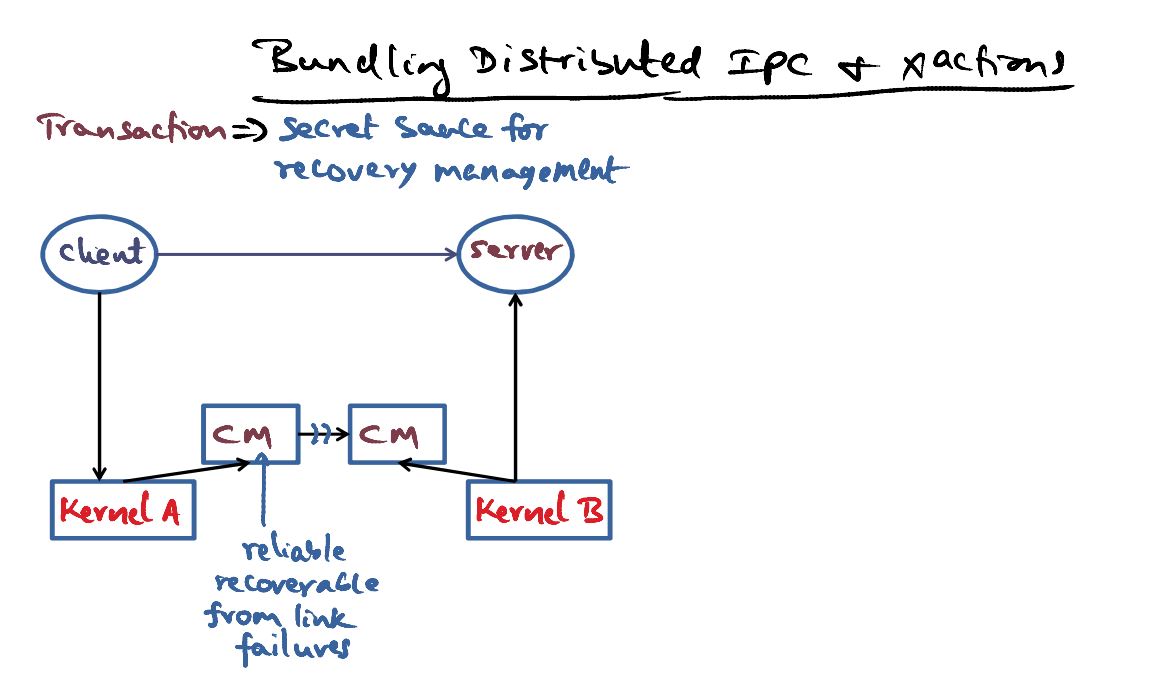 Bundling Distributed IPC & xactions
Transaction => secret sauce for
recovery management
client
server
CM
CM
Kernel A
Kernel B
reliable
recoverable
from link
failures